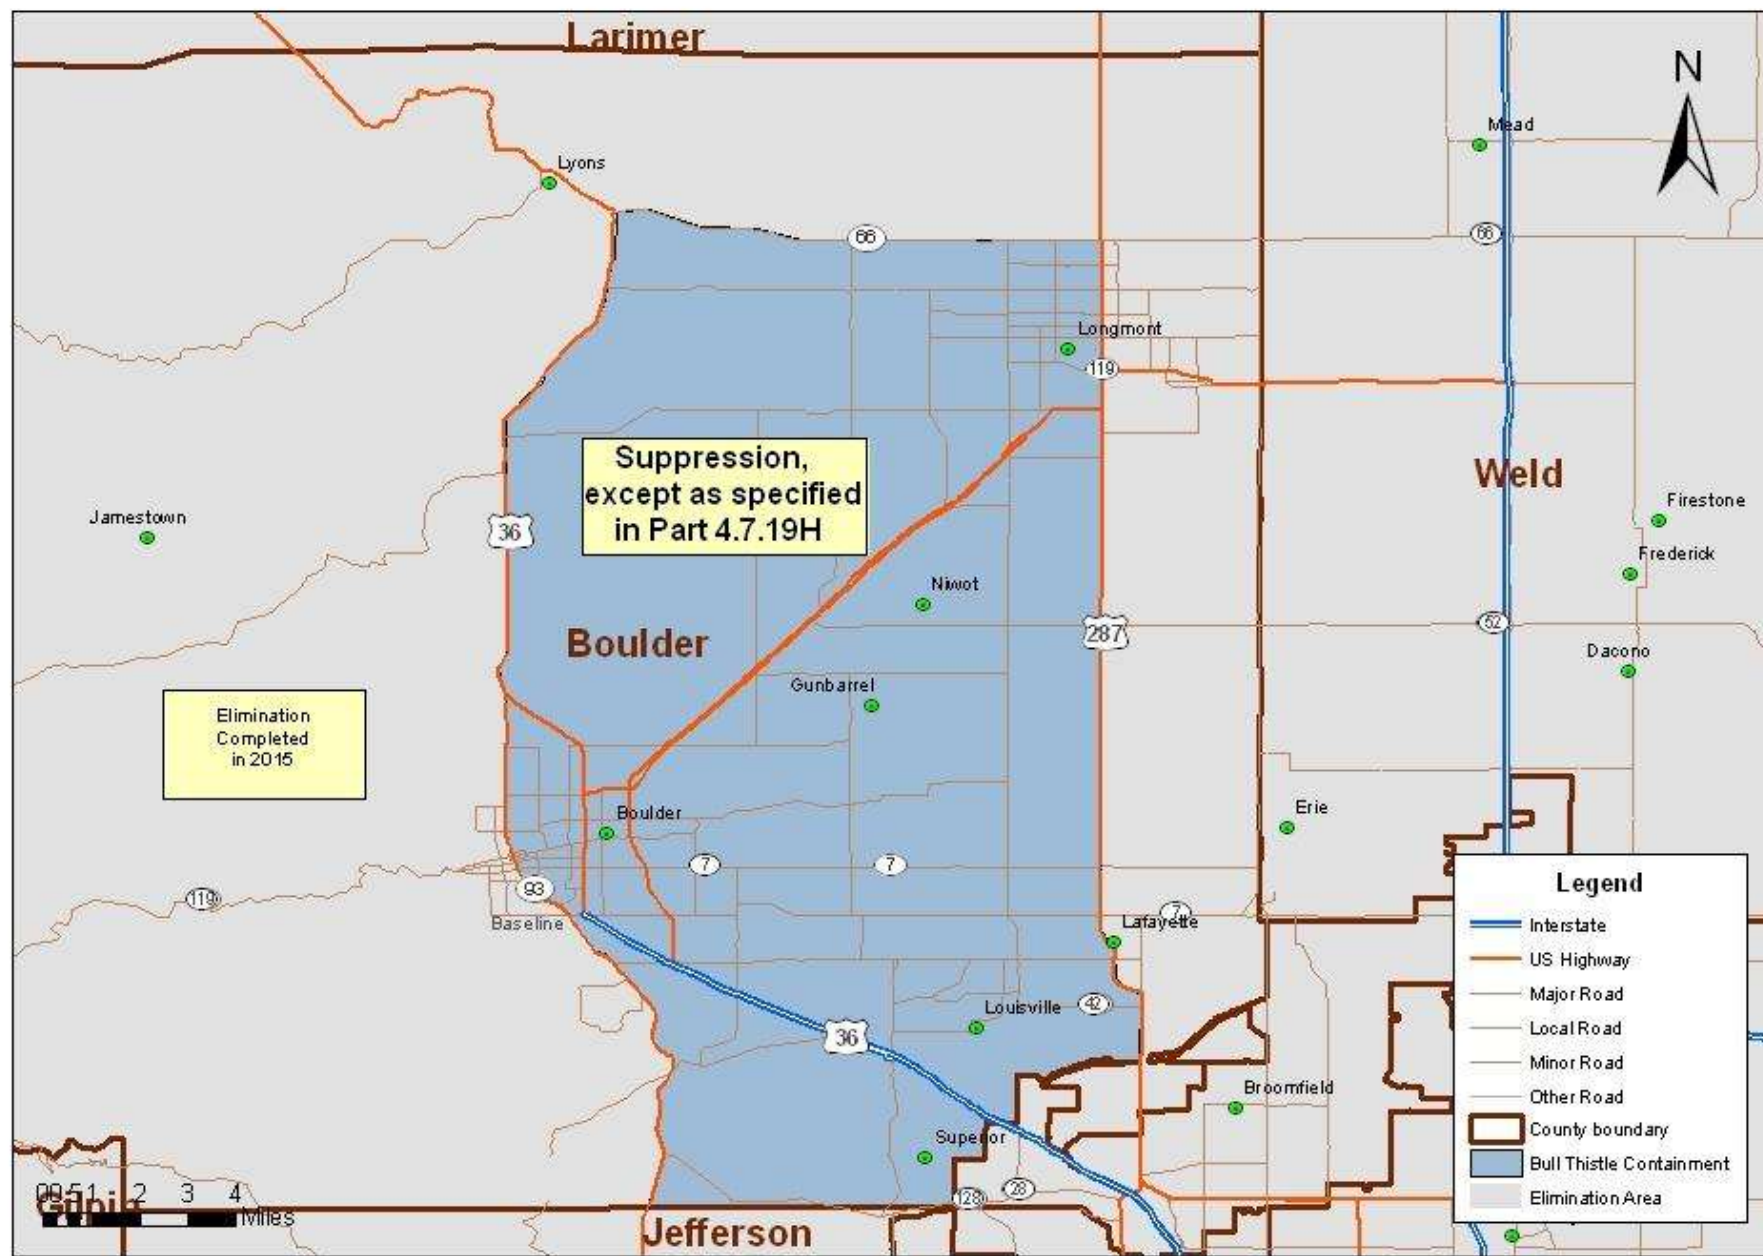 Larimer
N
Mead
Lyons
66
66
Longmont
119
Suppression,
except as specified
in Part 4.7.19H
Weld
Firestone
Jamestown
36
Frederick
Niwot
52
287
Boulder
Dacono
Gunbarrel
Elimination
Completed
in 2015
Erie
Boulder
7
7
93
119
7
Baseline
Lafayette
42
Louisville
36
Broomfield
Superior
128
28
2 3 4
Miles
Gilpin
Jefferson
Legend
Interstate
US Highway
Major Road
Local Road
Minor Road
Other Road
County boundary
Bull Thistle Containment
Elimination Area